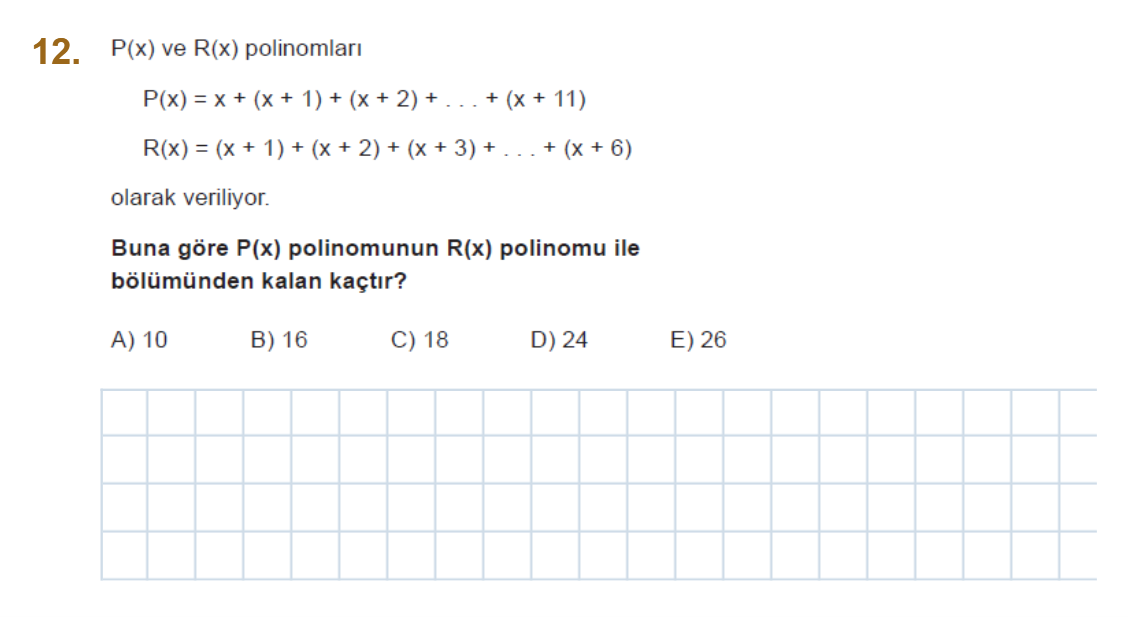 12. P(x) ve R(x) polinomları
P(x) = x + (x + 1) + (x + 2) + . . . + (x + 11)
R(x) = (x + 1) + (x + 2) + (x + 3) + . . . + (x + 6)
olarak veriliyor.
Buna göre P(x) polinomunun R(x) polinomu ile
bölümünden kalan kaçtır?
A) 10 B) 16 C) 18 D) 24 E) 26